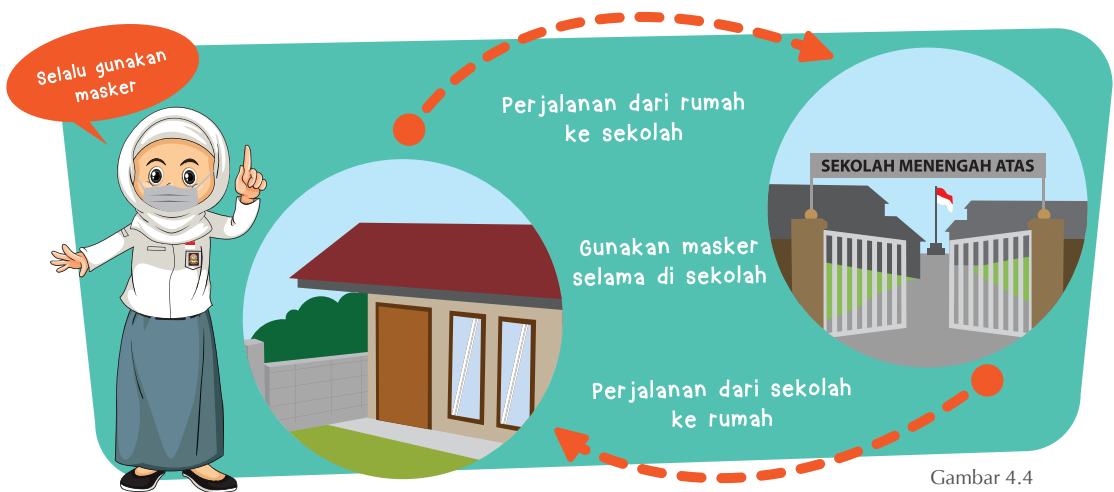 Selalu gunakan
masker
Perjalanan dari rumah
ke sekolah
SEKOLAH MENENGAH ATAS
Gunakan masker
selama di sekolah
Perjalanan dari sekolah
ke rumah
Gambar 4.4